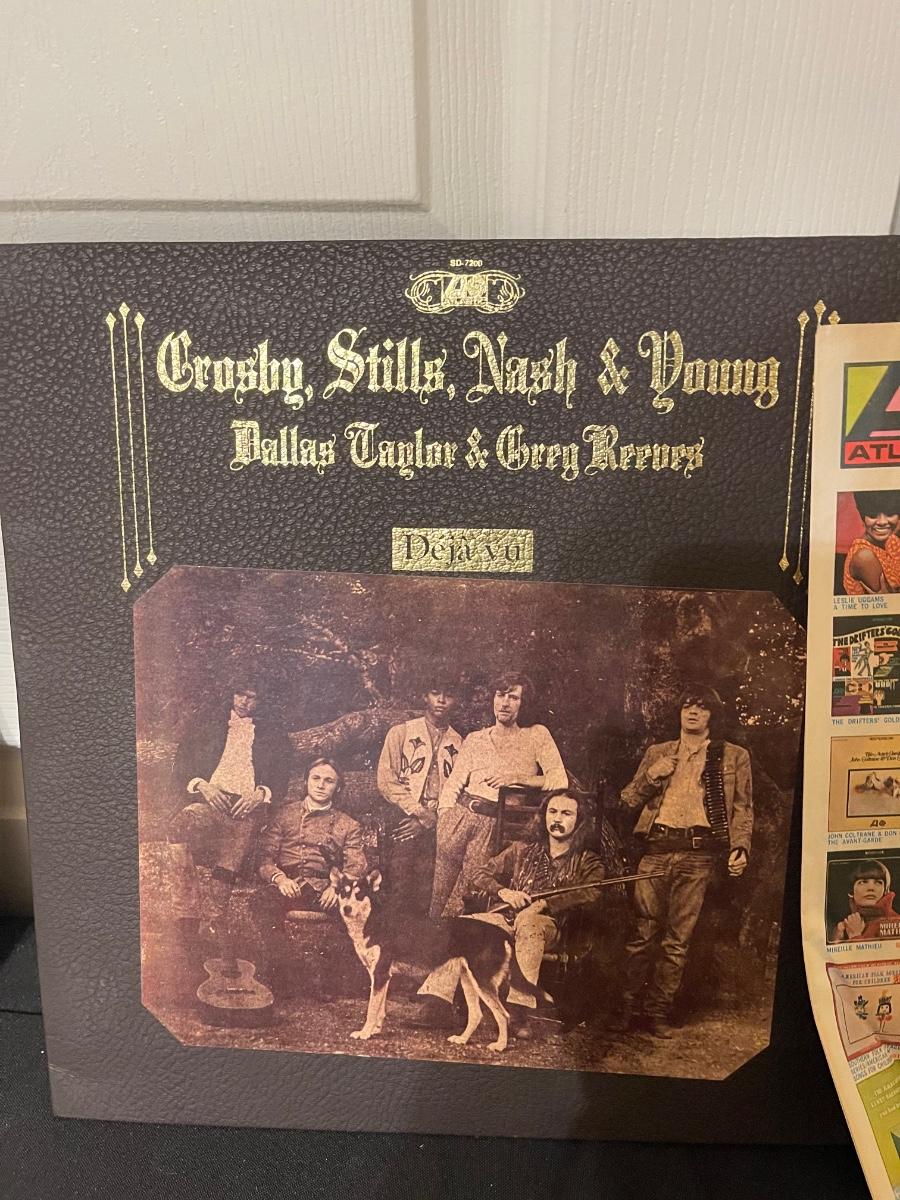 SD-7200
Crosby, Stills, Nash & Young
Dallas Taylor & Greg Reeves
Déjà vu
ATL
LESLIE UGGAMS
A TIME TO LOVE
THE DRIFTERS' GOLD
JOHN COLTRANE & DON
THE AVANT-GARDE
MIREILLE MATHIEU
AMERICAN FOLK SONGS
FOR CHILDREN